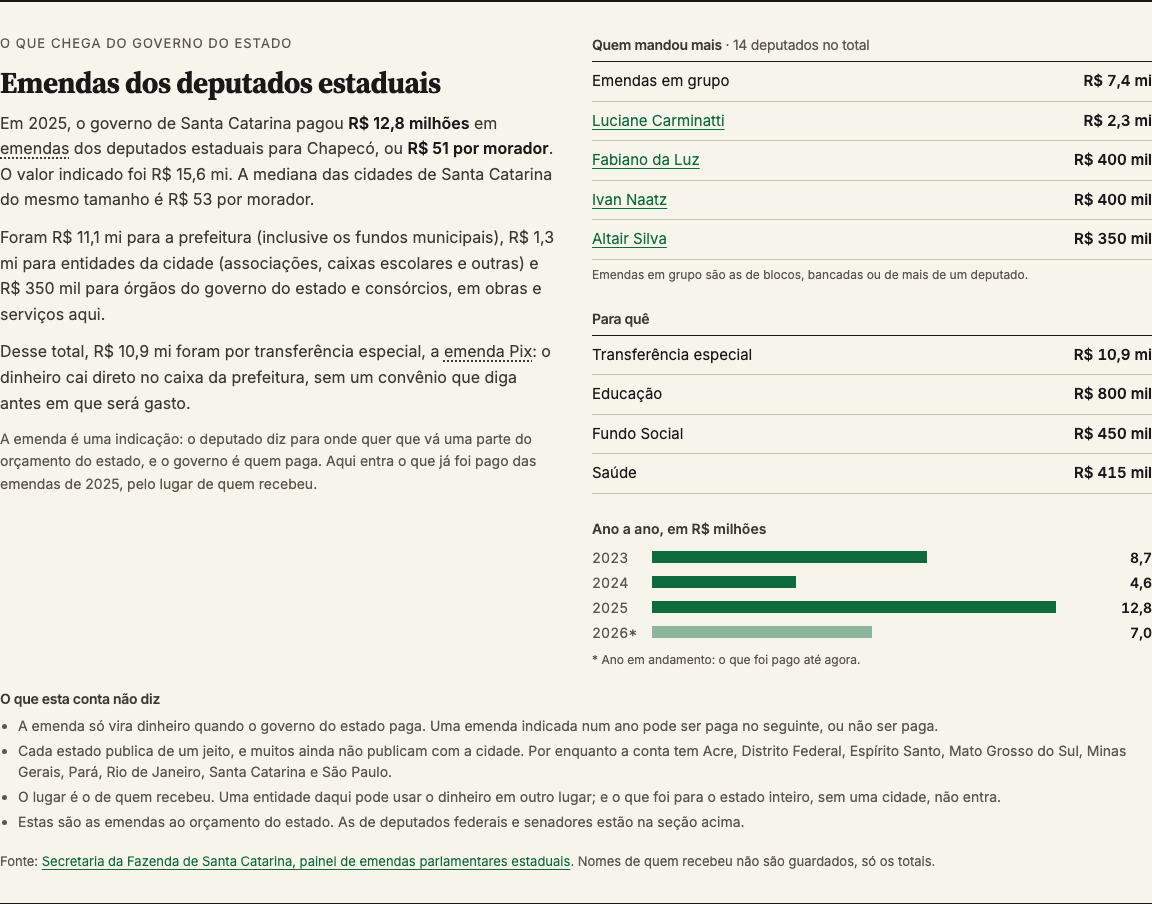 O QUE CHEGA DO GOVERNO DO ESTADO
Emendas dos deputados estaduais
Em 2025, o governo de Santa Catarina pagou R$ 12,8 milhões em
emendas dos deputados estaduais para Chapecó, ou R$ 51 por morador.
O valor indicado foi R$ 15,6 mi. A mediana das cidades de Santa Catarina
do mesmo tamanho é R$ 53 por morador.
Foram R$ 11,1 mi para a prefeitura (inclusive os fundos municipais), R$ 1,3
mi para entidades da cidade (associações, caixas escolares e outras) e
R$ 350 mil para órgãos do governo do estado e consórcios, em obras e
serviços aqui.
Desse total, R$ 10,9 mi foram por transferência especial, a emenda Pix: o
dinheiro cai direto no caixa da prefeitura, sem um convênio que diga
antes em que será gasto.
A emenda é uma indicação: o deputado diz para onde quer que vá uma parte do
orçamento do estado, e o governo é quem paga. Aqui entra o que já foi pago das
emendas de 2025, pelo lugar de quem recebeu.
Quem mandou mais · 14 deputados no total
Emendas em grupo R$ 7,4 mi
Luciane Carminatti R$ 2,3 mi
Fabiano da Luz R$ 400 mil
Ivan Naatz R$ 400 mil
Altair Silva R$ 350 mil
Emendas em grupo são as de blocos, bancadas ou de mais de um deputado.
Para quê
Transferência especial R$ 10,9 mi
Educação R$ 800 mil
Fundo Social R$ 450 mil
Saúde R$ 415 mil
Ano a ano, em R$ milhões
2023 8,7
2024 4,6
2025 12,8
2026* 7,0
* Ano em andamento: o que foi pago até agora.
O que esta conta não diz
• A emenda só vira dinheiro quando o governo do estado paga. Uma emenda indicada num ano pode ser paga no seguinte, ou não ser paga.
• Cada estado publica de um jeito, e muitos ainda não publicam com a cidade. Por enquanto a conta tem Acre, Distrito Federal, Espírito Santo, Mato Grosso do Sul, Minas
Gerais, Pará, Rio de Janeiro, Santa Catarina e São Paulo.
• O lugar é o de quem recebeu. Uma entidade daqui pode usar o dinheiro em outro lugar; e o que foi para o estado inteiro, sem uma cidade, não entra.
• Estas são as emendas ao orçamento do estado. As de deputados federais e senadores estão na seção acima.
Fonte: Secretaria da Fazenda de Santa Catarina, painel de emendas parlamentares estaduais. Nomes de quem recebeu não são guardados, só os totais.